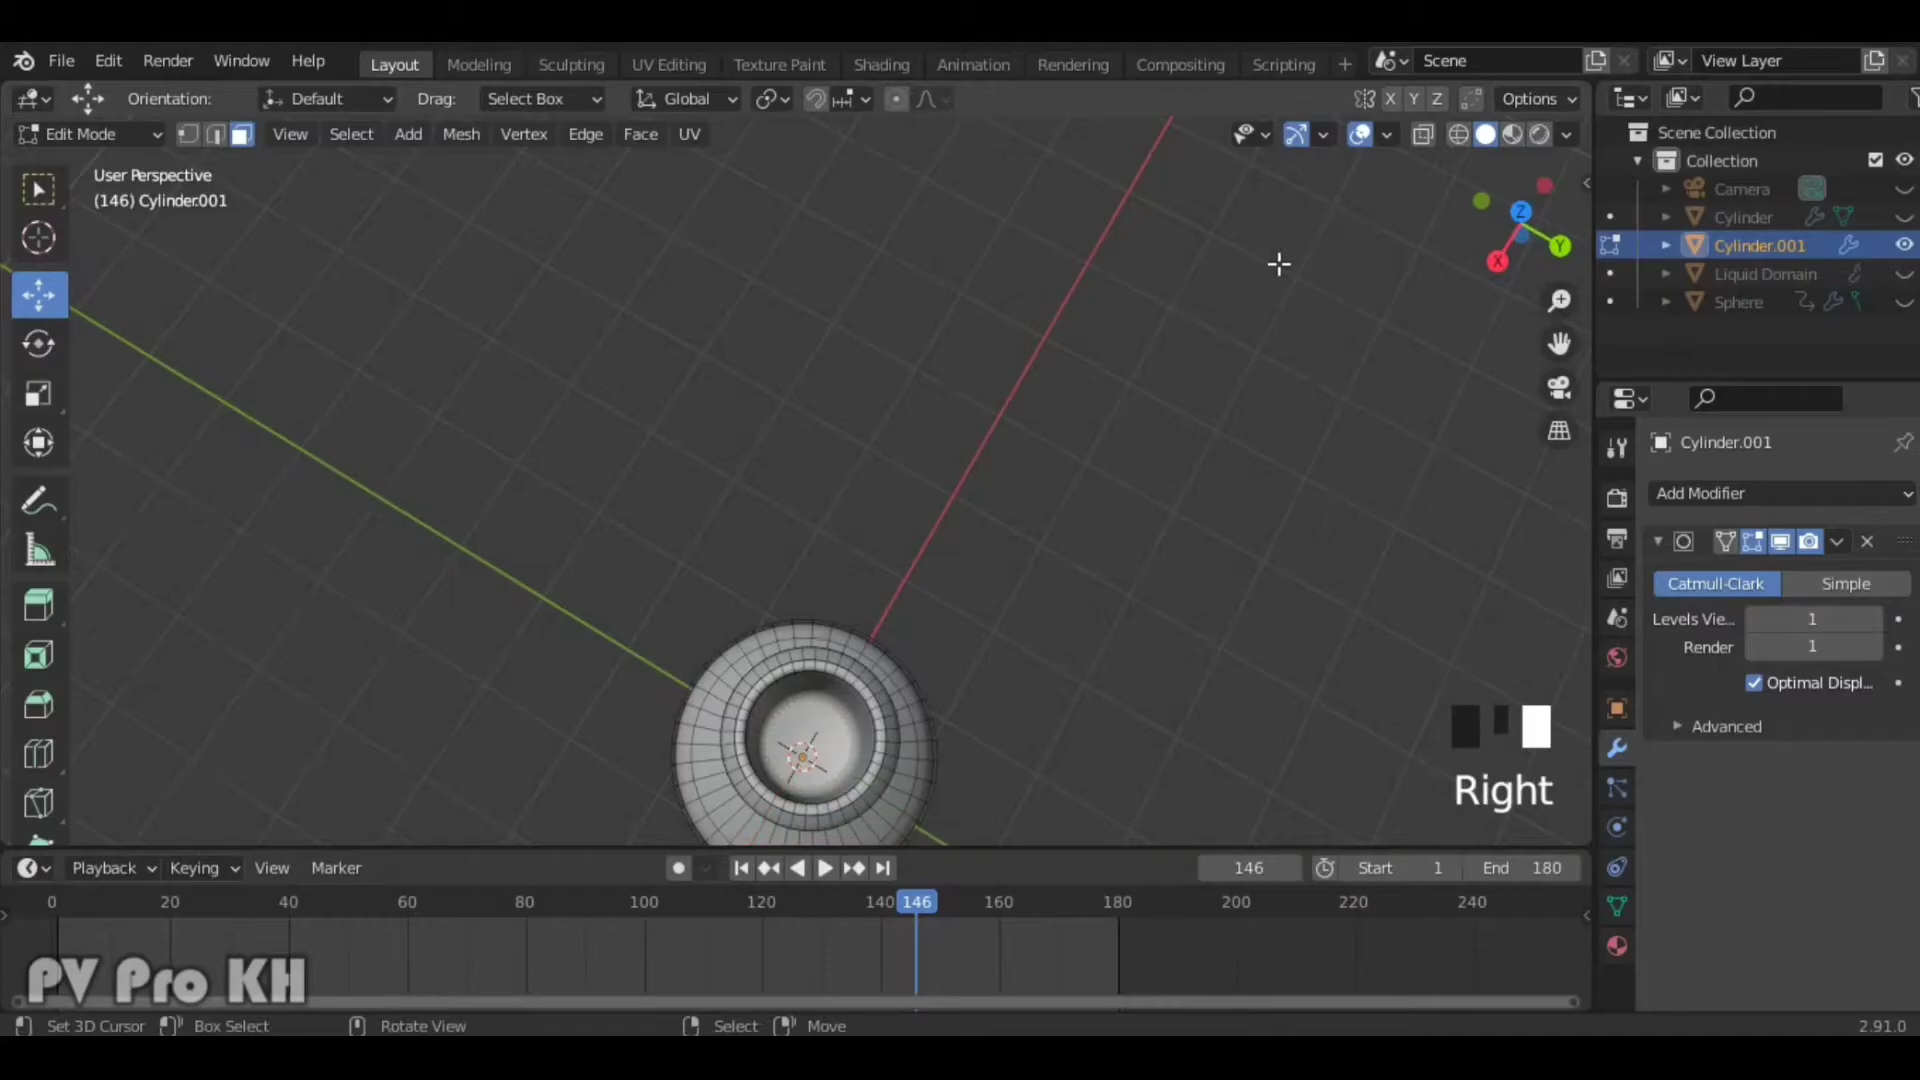 File Edit Render Window Help Layout Modeling Sculpting UV Editing Texture Paint Shading Animation Rendering Compositing Scripting + Scene View Layer
Orientation: Default Drag: Select Box Global X Y Z Options
Edit Mode View Select Add Mesh Vertex Edge Face UV
User Perspective
(146) Cylinder.001
Z
Y
X
Scene Collection
Collection
Camera
Cylinder
Cylinder.001
Liquid Domain
Sphere
Cylinder.001
Add Modifier
Catmull-Clark Simple
Levels Vie... 1
Render 1
Optimal Displ...
Advanced
Right
Playback Keying View Marker 146 Start 1 End 180
0 20 40 60 80 100 120 140 146 160 180 200 220 240
PV Pro KH
Set 3D Cursor Box Select Rotate View Select Move 2.91.0